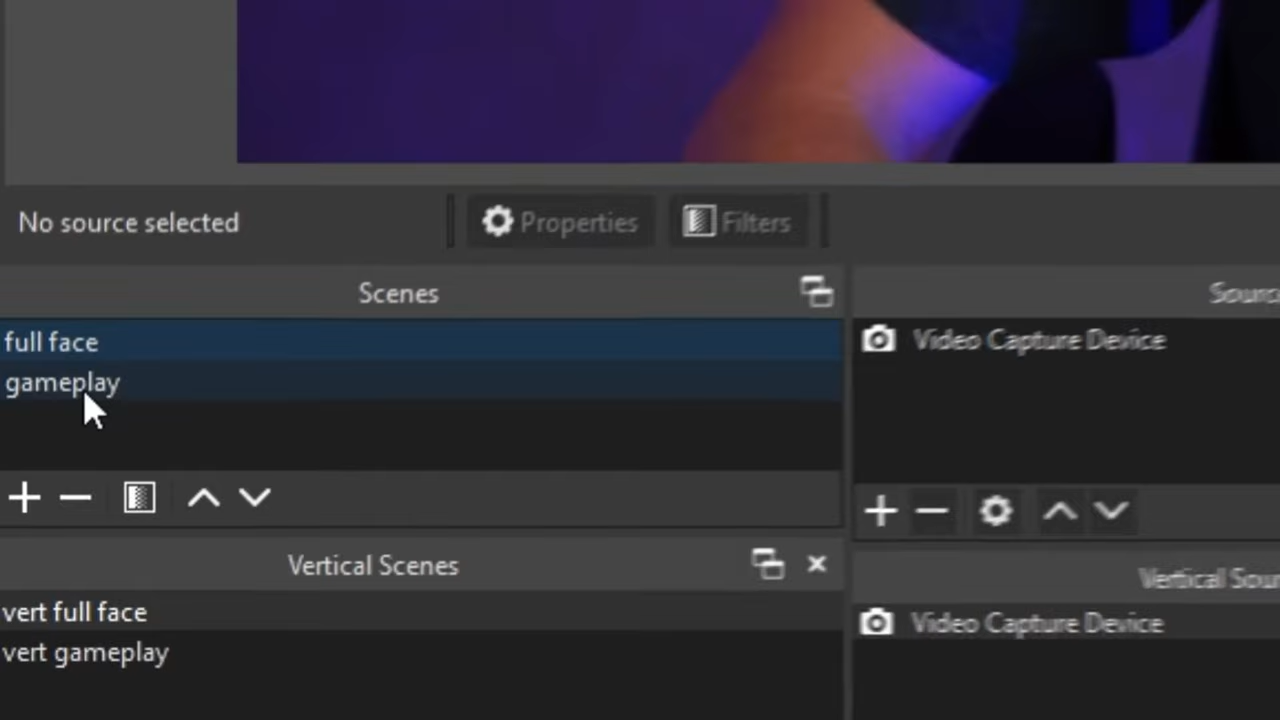 No source selected
Properties
Filters
Scenes
full face
gameplay
Video Capture Device
Vertical Scenes
vert full face
vert gameplay
Vertical
Video Capture Device